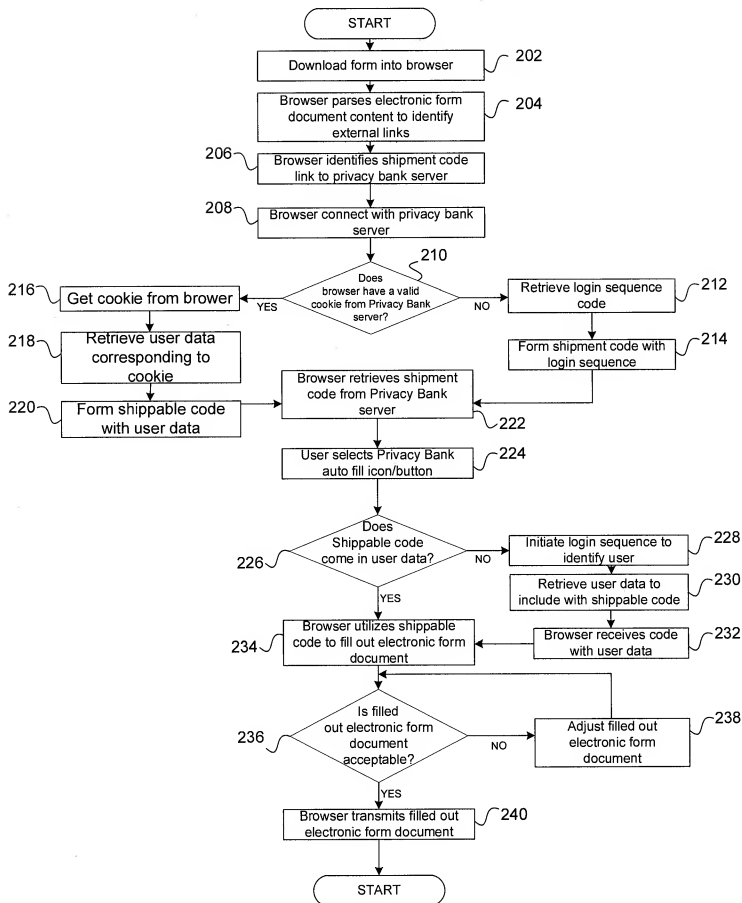 START
Download form into browser
202
Browser parses electronic form
document content to identify
external links
204
206
Browser identifies shipment code
link to privacy bank server
208
Browser connect with privacy bank
server
210
Does
browser have a valid
cookie from Privacy Bank
server?
YES
NO
216
Get cookie from brower
Retrieve login sequence
code
212
218
Retrieve user data
corresponding to
cookie
Form shipment code with
login sequence
214
220
Form shippable code
with user data
Browser retrieves shipment
code from Privacy Bank
server
222
User selects Privacy Bank
auto fill icon/button
224
Does
Shippable code
come in user data?
226
NO
YES
Initiate login sequence to
identify user
228
Retrieve user data to
include with shippable code
230
Browser receives code
with user data
232
234
Browser utilizes shippable
code to fill out electronic form
document
236
Is filled
out electronic form
document
acceptable?
NO
YES
Adjust filled out
electronic form
document
238
Browser transmits filled out
electronic form document
240
START